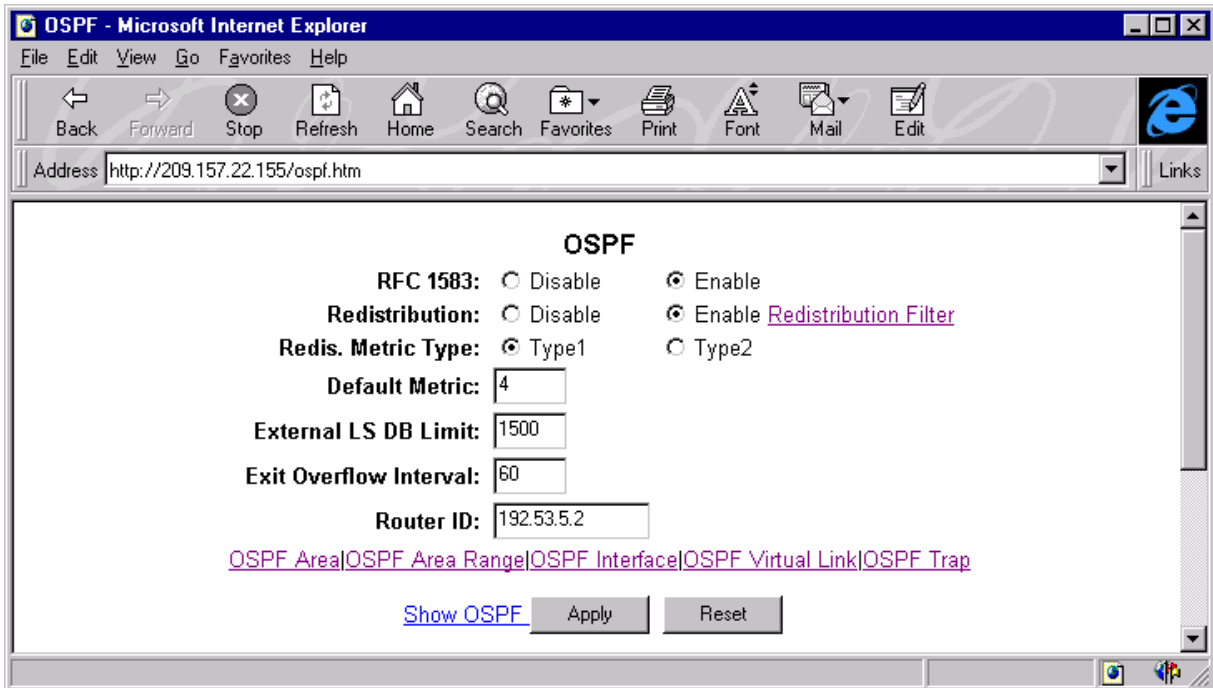 OSPF - Microsoft Internet Explorer
File Edit View Go Favorites Help
Back Forward Stop Refresh Home Search Favorites Print Font Mail Edit
Address http://209.157.22.155/ospf.htm Links
OSPF
RFC 1583: Disable Enable
Redistribution: Disable Enable Redistribution Filter
Redis. Metric Type: Type1 Type2
Default Metric: 4
External LS DB Limit: 1500
Exit Overflow Interval: 60
Router ID: 192.53.5.2
OSPF Area|OSPF Area Range|OSPF Interface|OSPF Virtual Link|OSPF Trap
Show OSPF Apply Reset